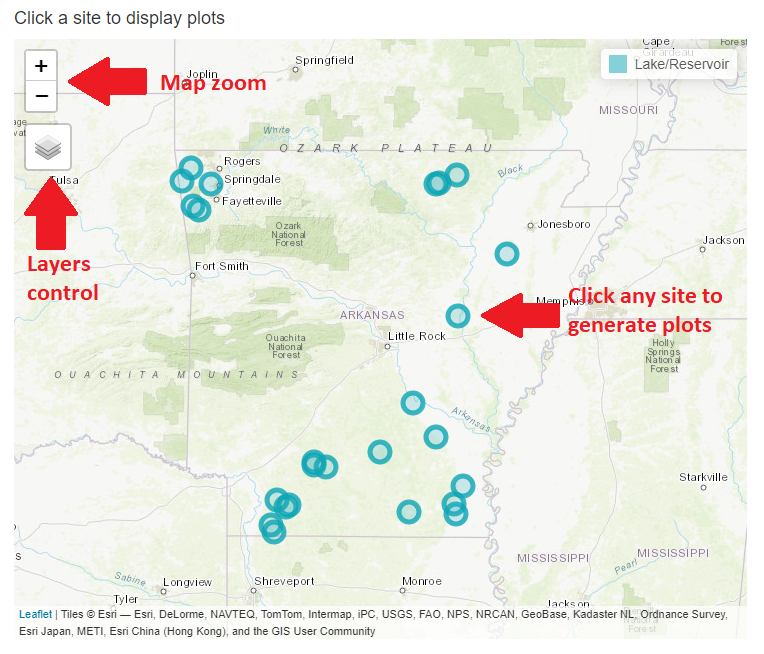 Click a site to display plots
Cape
Girardeau
Fores
Springfield
+
Lake/Reservoir
Joplin
Map zoom
−
MISSOURI
age
vat
White
OZARK PLATEAU
Rogers
Black
Tulsa
Springdale
Fayetteville
Jonesboro
Ozark
National
Forest
Jackson
Layers
control
Fort Smith
Click any site to
generate plots
Memphis
ARKANSAS
Little Rock
Ouachita
National
Forest
Holly
Springs
National
Forest
OUACHITA MOUNTAINS
Arkansas
Starkville
s
MISSISSIPPI
MISSISSIPPI
Sabine
Longview
Shreveport
Monroe
Pearl
Tyler
Jackson
Leaflet | Tiles © Esri — Esri, DeLorme, NAVTEQ, TomTom, Intermap, iPC, USGS, FAO, NPS, NRCAN, GeoBase, Kadaster NL, Ordnance Survey,
Esri Japan, METI, Esri China (Hong Kong), and the GIS User Community